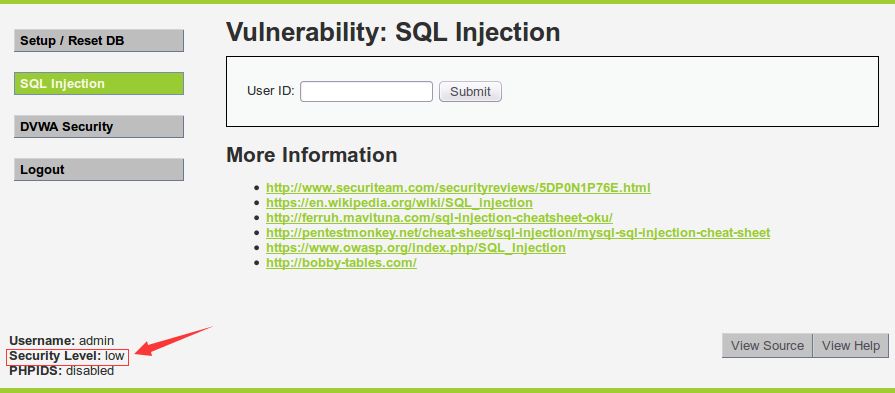 Setup / Reset DB
SQL Injection
DVWA Security
Logout
Vulnerability: SQL Injection
User ID:
Submit
More Information
http://www.securiteam.com/securityreviews/5DP0N1P76E.html
https://en.wikipedia.org/wiki/SQL_injection
http://ferruh.mavituna.com/sql-injection-cheatsheet-oku/
http://pentestmonkey.net/cheat-sheet/sql-injection/mysql-sql-injection-cheat-sheet
https://www.owasp.org/index.php/SQL_Injection
http://bobby-tables.com/
Username: admin
Security Level: low
PHPIDS: disabled
View Source
View Help